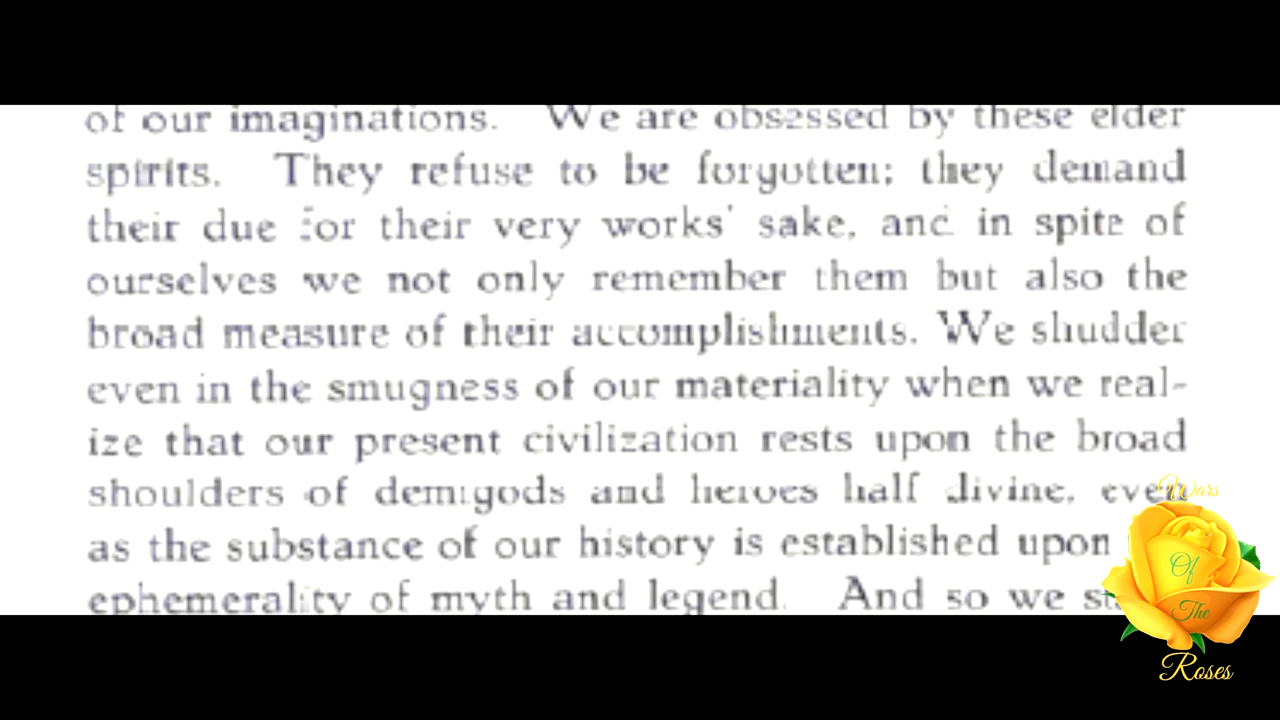 of our imaginations. We are obsessed by these elder
spirits. They refuse to be forgotten; they demand
their due for their very works' sake, and in spite of
ourselves we not only remember them but also the
broad measure of their accomplishments. We shudder
even in the smugness of our materiality when we real-
ize that our present civilization rests upon the broad
shoulders of demigods and heroes half divine, even
as the substance of our history is established upon
ephemerality of myth and legend. And so we
Wars
Of
The
Roses